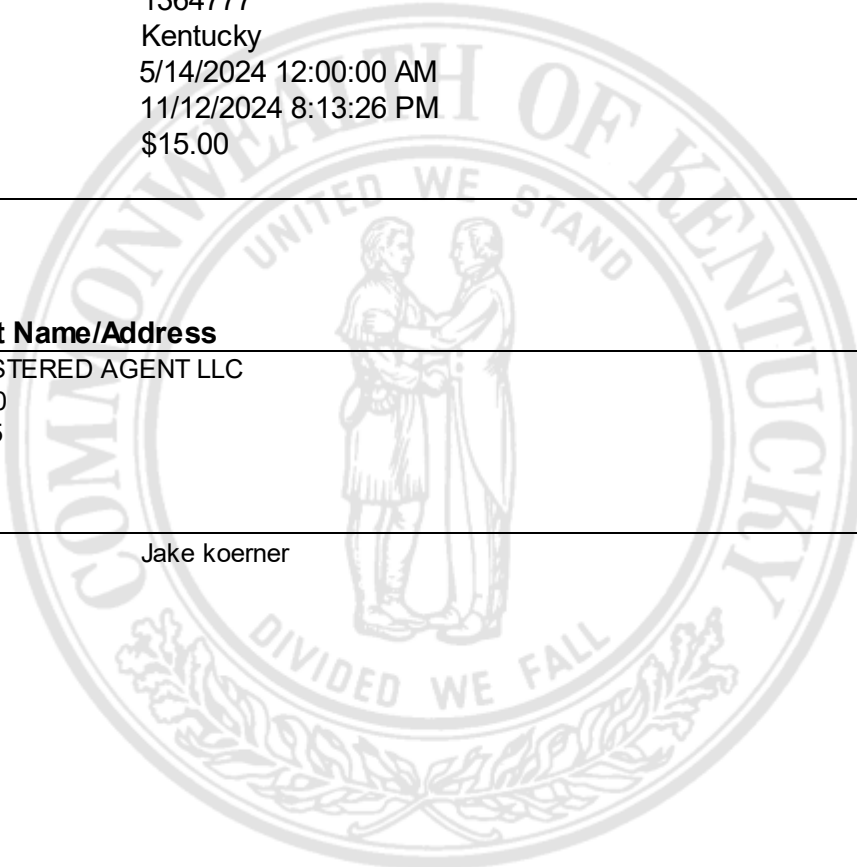 1364777
Kentucky
5/14/2024 12:00:00 AM
11/12/2024 8:13:26 PM
$15.00
COMMONWEALTH OF KENTUCKY
UNITED WE STAND
Name/Address
AGENT LLC
Jake koerner
DIVIDED WE FALL